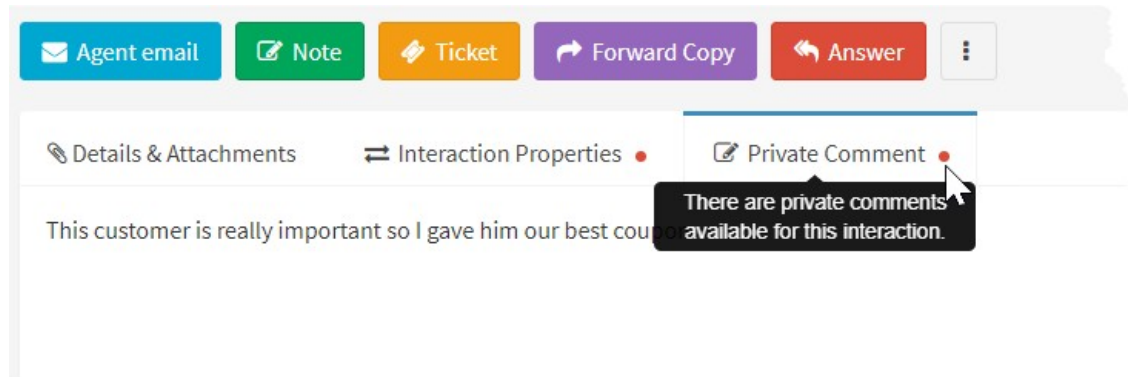 Agent email Note Ticket Forward Copy Answer
Details & Attachments Interaction Properties Private Comment
There are private comments
available for this interaction.
This customer is really important so I gave him our best